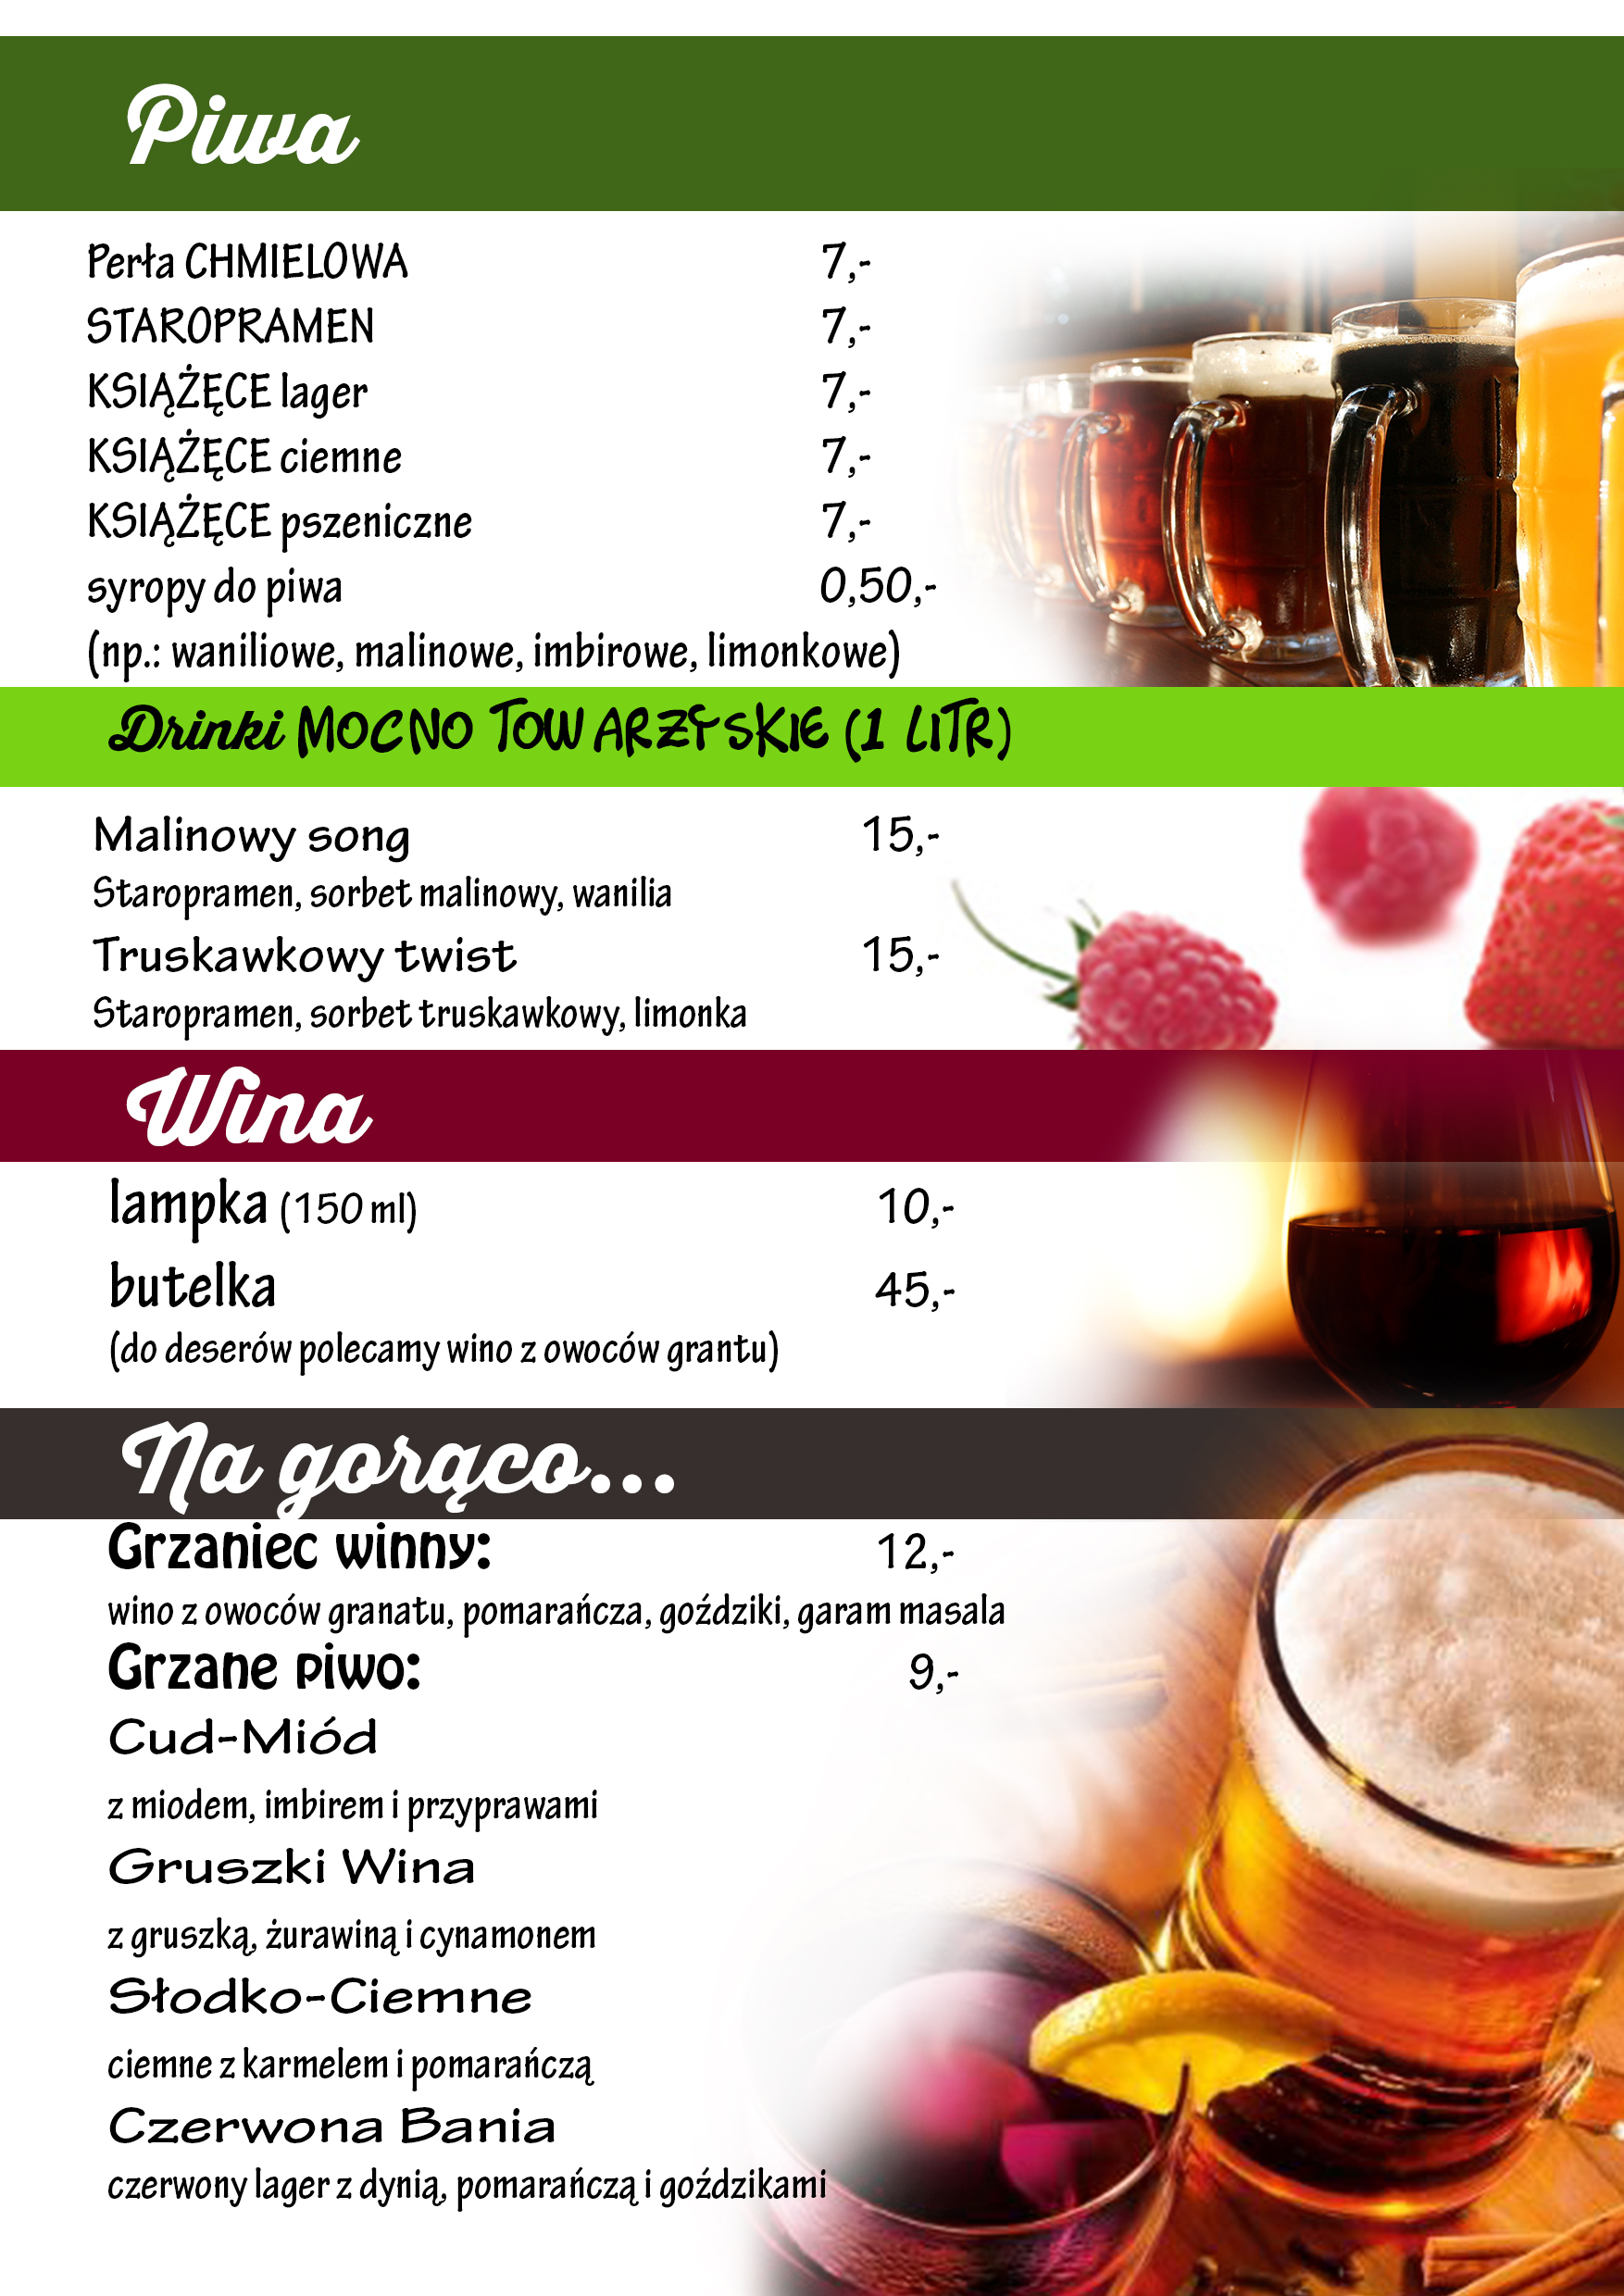 Piwa
Perła CHMIELOWA 7,-
STAROPRAMEN 7,-
KSIĄŻĘCE lager 7,-
KSIĄŻĘCE ciemne 7,-
KSIĄŻĘCE pszeniczne 7,-
syropy do piwa 0,50,-
(np.: waniliowe, malinowe, imbirowe, limonkowe)
Drinki MOCNO TOWARZYSKIE (1 LITR)
Malinowy song 15,-
Staropramen, sorbet malinowy, wanilia
Truskawkowy twist 15,-
Staropramen, sorbet truskawkowy, limonka
Wina
lampka (150 ml) 10,-
butelka 45,-
(do deserów polecamy wino z owoców grantu)
Na gorąco...
Grzaniec winny: 12,-
wino z owoców granatu, pomarańcza, goździki, garam masala
Grzane piwo: 9,-
Cud-Miód
z miodem, imbirem i przyprawami
Gruszki Wina
z gruszką, żurawiną i cynamonem
Słodko-Ciemne
ciemne z karmelem i pomarańczą
Czerwona Bania
czerwony lager z dynią, pomarańczą i goździkami